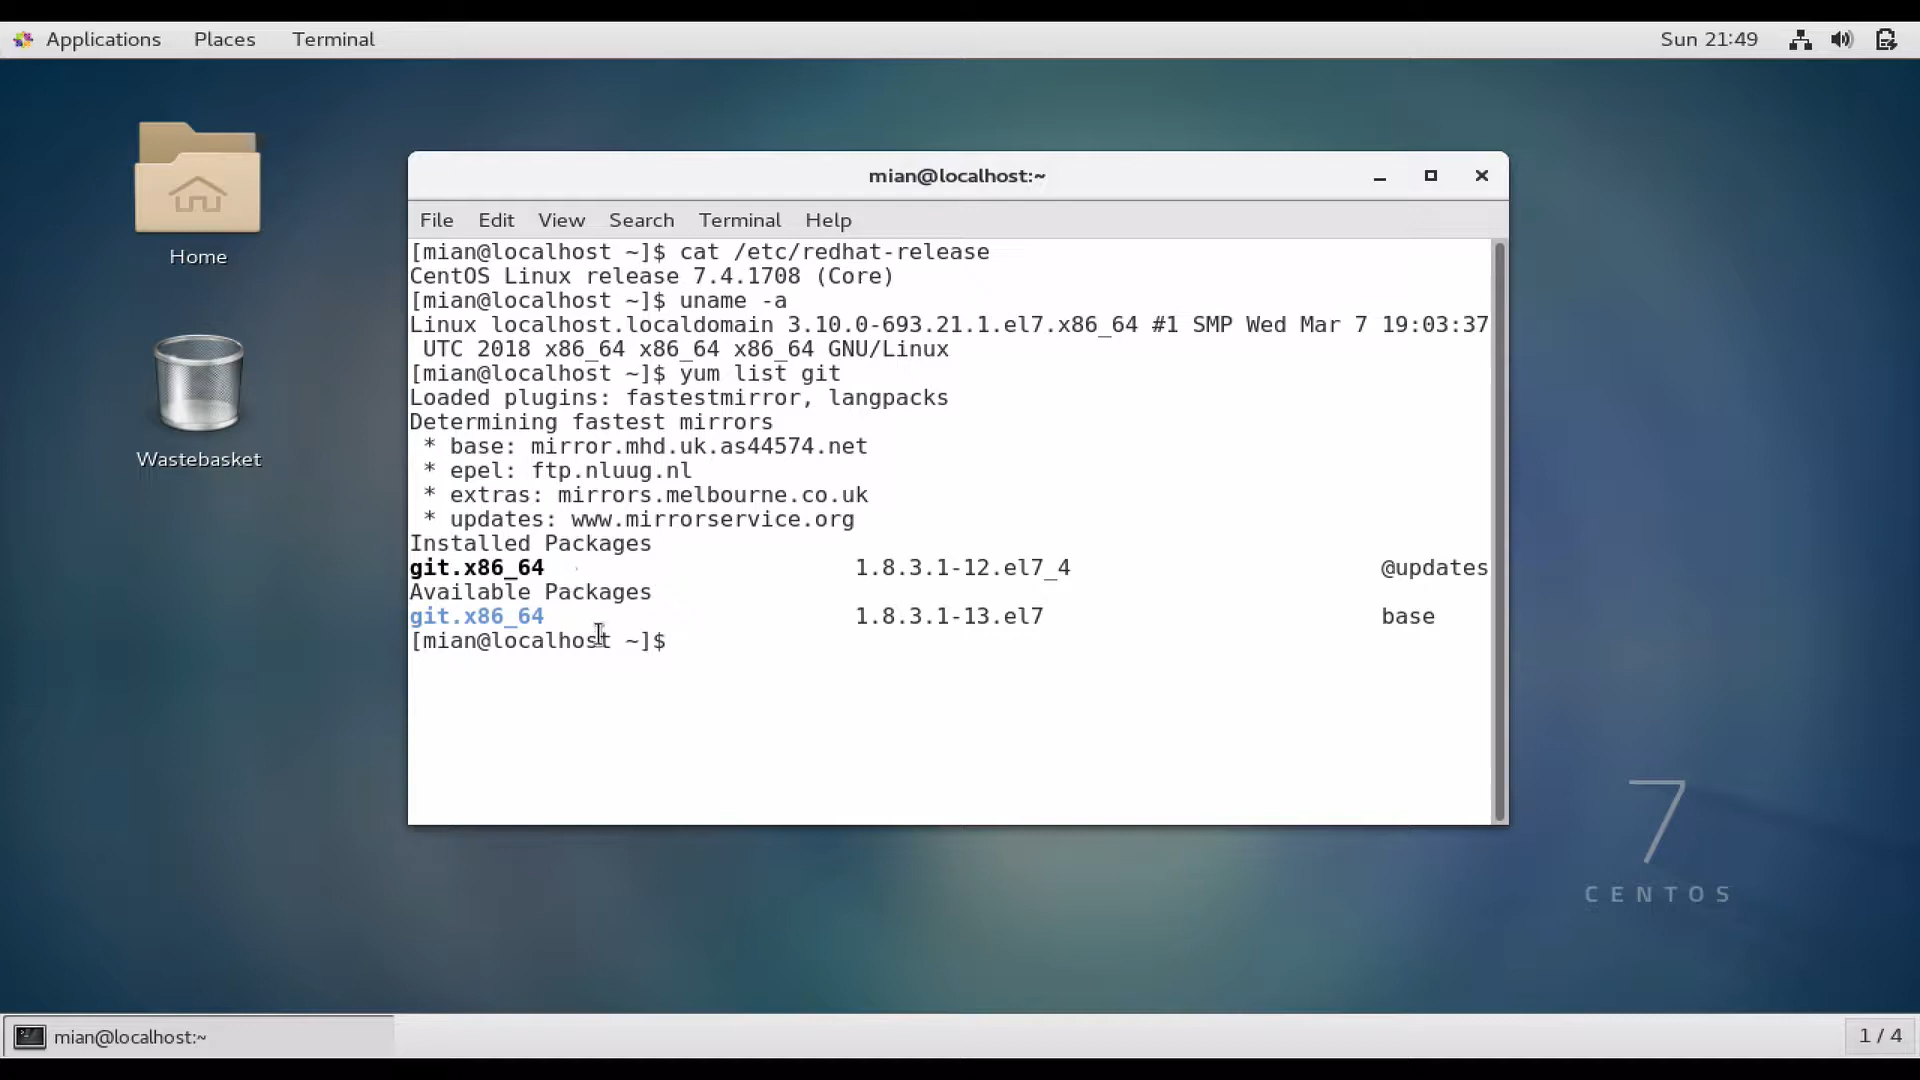 Applications Places Terminal Sun 21:49
Home
Wastebasket
mian@localhost:~
File Edit View Search Terminal Help
[mian@localhost ~]$ cat /etc/redhat-release
CentOS Linux release 7.4.1708 (Core)
[mian@localhost ~]$ uname -a
Linux localhost.localdomain 3.10.0-693.21.1.el7.x86_64 #1 SMP Wed Mar 7 19:03:37
 UTC 2018 x86_64 x86_64 x86_64 GNU/Linux
[mian@localhost ~]$ yum list git
Loaded plugins: fastestmirror, langpacks
Determining fastest mirrors
 * base: mirror.mhd.uk.as44574.net
 * epel: ftp.nluug.nl
 * extras: mirrors.melbourne.co.uk
 * updates: www.mirrorservice.org
Installed Packages
git.x86_64 1.8.3.1-12.el7_4 @updates
Available Packages
git.x86_64 1.8.3.1-13.el7 base
[mian@localhost ~]$
7
CENTOS
mian@localhost:~ 1 / 4